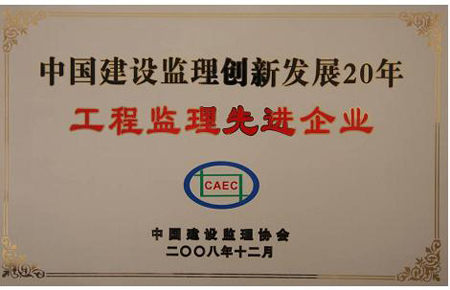 中国建设监理创新发展20年
工程监理先进企业
CAEC
中国建设监理协会
二〇〇八年十二月